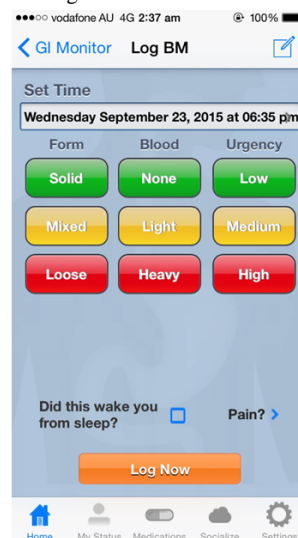 vodafone AU 4G 2:37 am 100%
GI Monitor Log BM
Set Time
Wednesday September 23, 2015 at 06:35 pm
Form Blood Urgency
Solid None Low
Mixed Light Medium
Loose Heavy High
Did this wake you
from sleep?
Pain?
Log Now
Home My Status Medications Socialize Settings